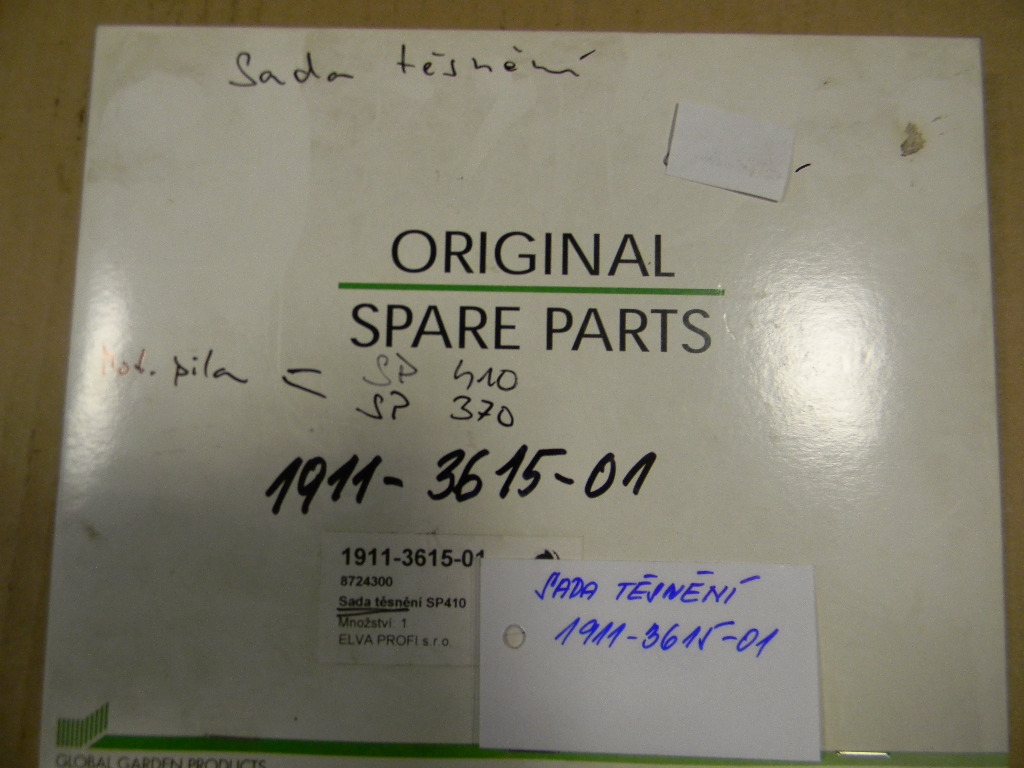 Sada těsnění
ORIGINAL
SPARE PARTS
Mot. pila = SP 410
SP 370
1911-3615-01
1911-3615-01
8724300
Sada těsnění SP410
Množství: 1
ELVA PROFI s.r.o.
SADA TĚSNĚNÍ
1911-3615-01
GLOBAL GARDEN PRODUCTS